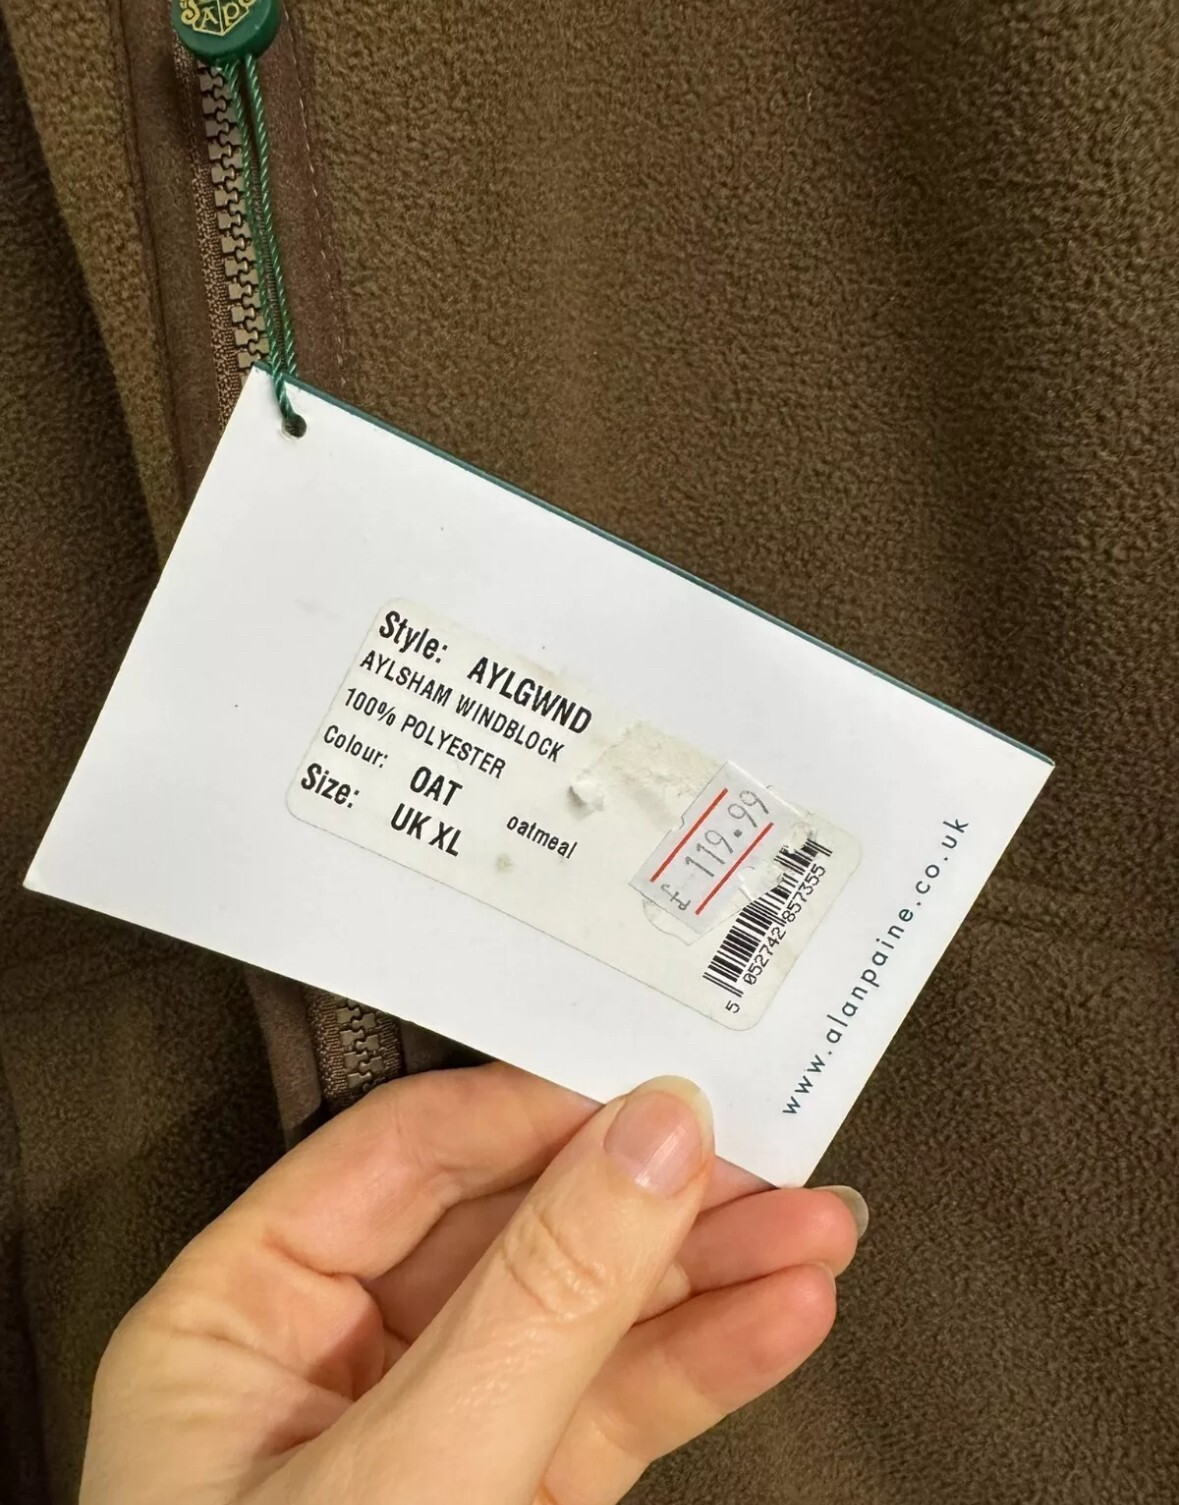 AP
Style: AYLGWND
AYLSHAM WINDBLOCK
100% POLYESTER
Colour: OAT oatmeal
Size: UK XL
£ 119.99
5 052742 857355
www.alanpaine.co.uk